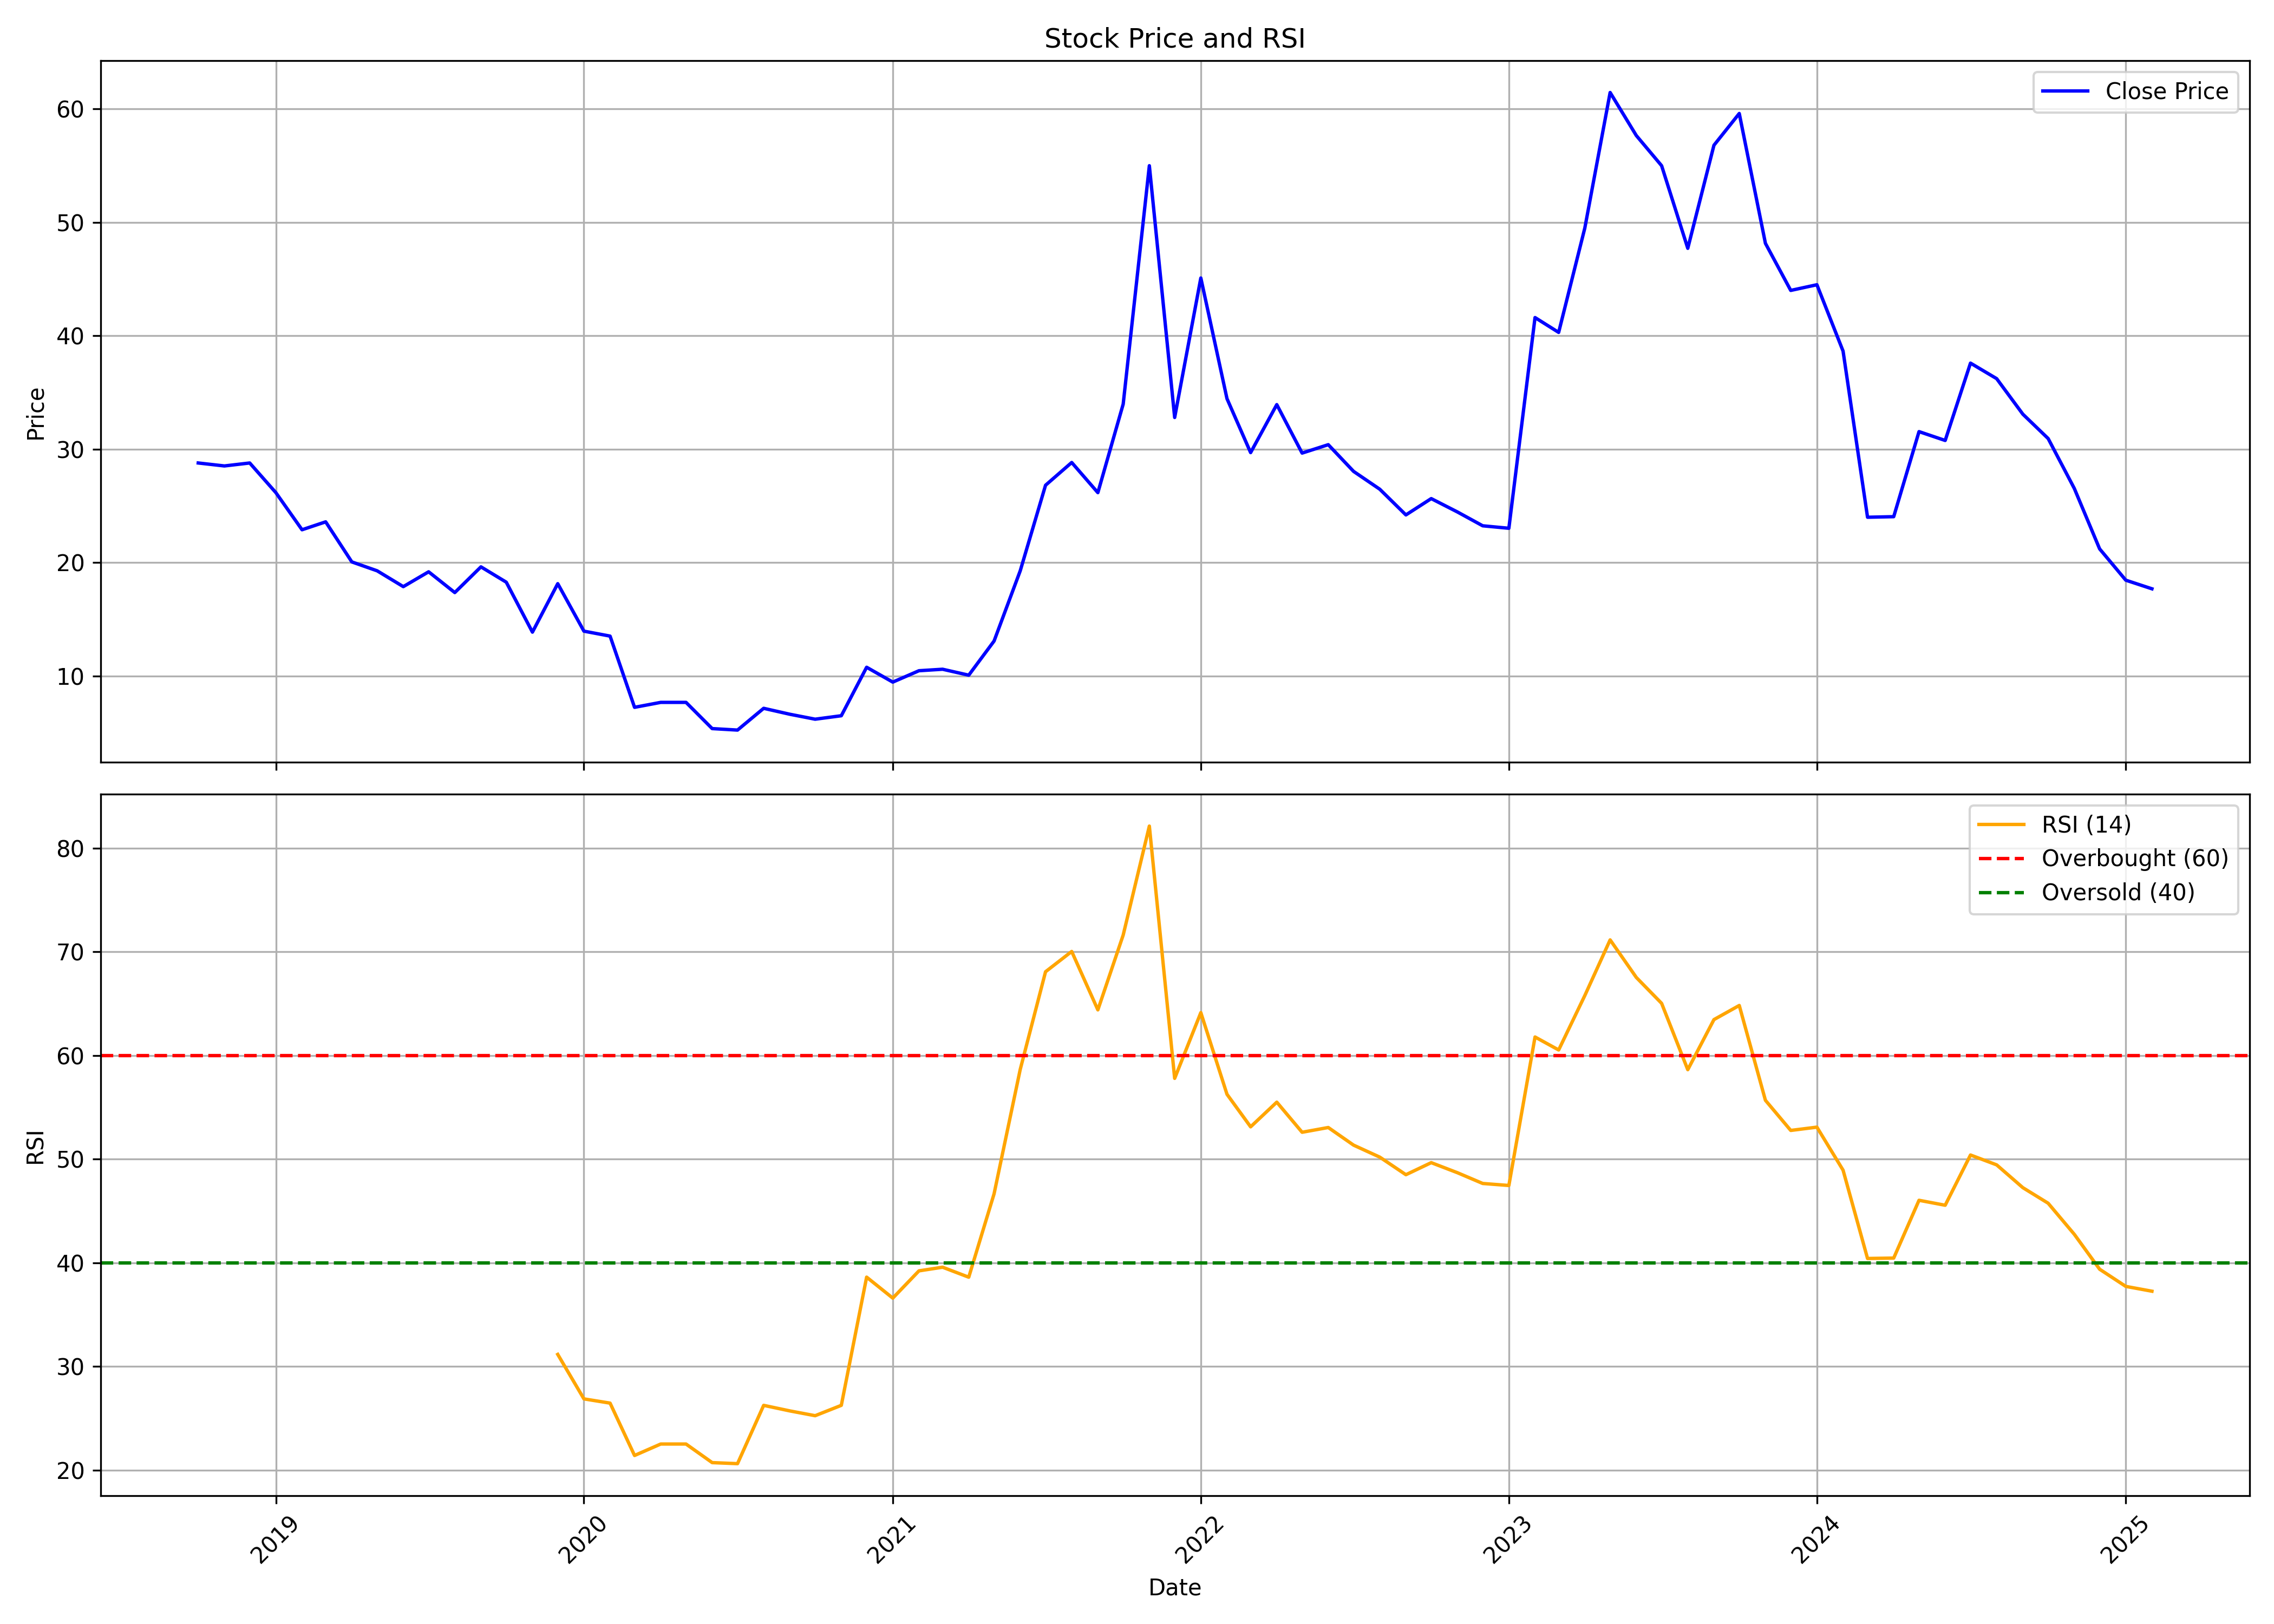 Stock Price and RSI
Close Price
60
50
40
30
20
10
Price
RSI (14)
Overbought (60)
Oversold (40)
80
70
60
50
40
30
20
RSI
2019
2020
2021
2022
2023
2024
2025
Date